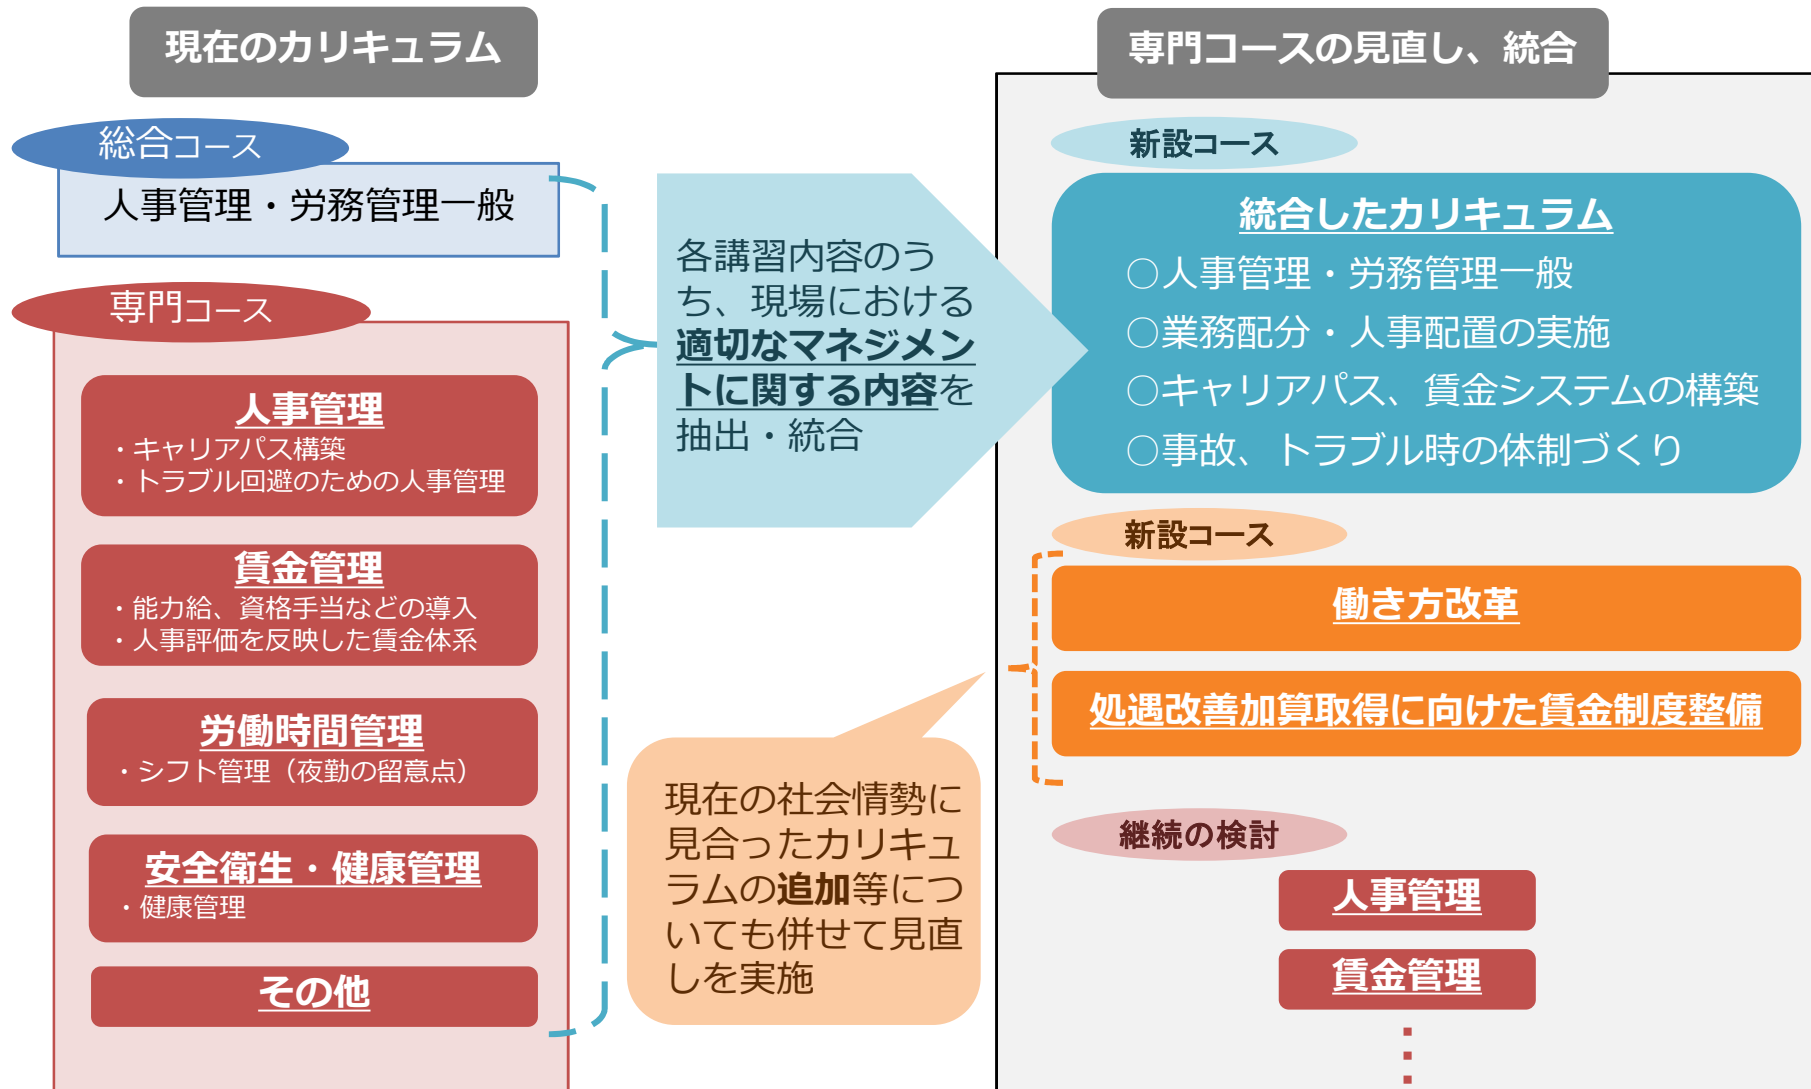 現在のカリキュラム
総合コース
人事管理・労務管理一般
専門コース
人事管理
・キャリアパス構築
・トラブル回避のための人事管理
賃金管理
・能力給、資格手当などの導入
・人事評価を反映した賃金体系
労働時間管理
・シフト管理（夜勤の留意点）
安全衛生・健康管理
・健康管理
その他
各講習内容のう
ち、現場における
適切なマネジメン
トに関する内容を
抽出・統合
現在の社会情勢に
見合ったカリキュ
ラムの追加等につ
いても併せて見直
しを実施
専門コースの見直し、統合
新設コース
統合したカリキュラム
○人事管理・労務管理一般
○業務配分・人事配置の実施
○キャリアパス、賃金システムの構築
○事故、トラブル時の体制づくり
新設コース
働き方改革
処遇改善加算取得に向けた賃金制度整備
継続の検討
人事管理
賃金管理